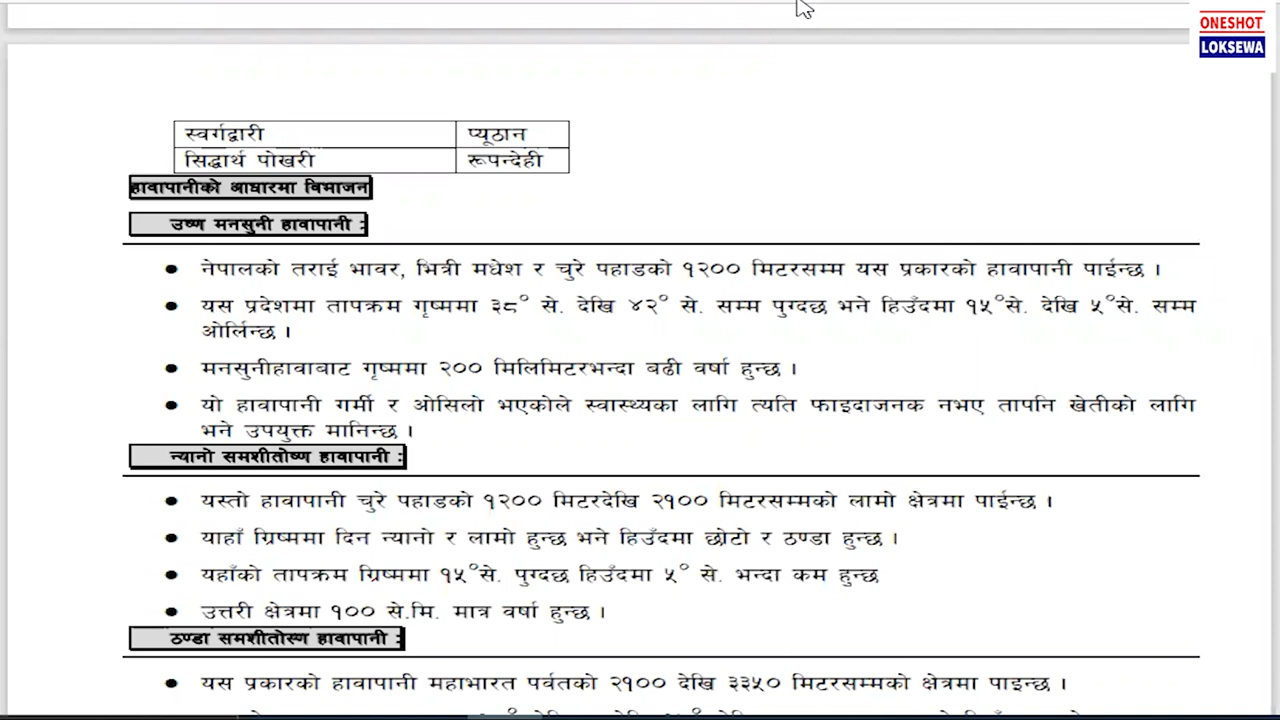 ONESHOT
LOKSEWA
स्वर्गद्वारी प्यूठान
सिद्धार्थ पोखरी रूपन्देही
हावापानीको आधारमा विभाजन
उष्ण मनसुनी हावापानी :
● नेपालको तराई भावर, भित्री मधेश र चुरे पहाडको १२०० मिटरसम्म यस प्रकारको हावापानी पाईन्छ ।
● यस प्रदेशमा तापक्रम गृष्ममा ३८° से. देखि ४२° से. सम्म पुग्दछ भने हिउँदमा १५°से. देखि ५°से. सम्म
ओर्लिन्छ ।
● मनसुनीहावाबाट गृष्ममा २०० मिलिमिटरभन्दा बढी वर्षा हुन्छ ।
● यो हावापानी गर्मी र ओसिलो भएकोले स्वास्थ्यका लागि त्यति फाइदाजनक नभए तापनि खेतीको लागि
भने उपयुक्त मानिन्छ ।
न्यानो समशीतोष्ण हावापानी :
● यस्तो हावापानी चुरे पहाडको १२०० मिटरदेखि २१०० मिटरसम्मको लामो क्षेत्रमा पाईन्छ ।
● याहाँ ग्रिष्ममा दिन न्यानो र लामो हुन्छ भने हिउँदमा छोटो र ठण्डा हुन्छ ।
● यहाँको तापक्रम ग्रिष्ममा १५°से. पुग्दछ हिउँदमा ५° से. भन्दा कम हुन्छ
● उत्तरी क्षेत्रमा १०० से.मि. मात्र वर्षा हुन्छ ।
ठण्डा समशीतोस्ण हावापानी :
● यस प्रकारको हावापानी महाभारत पर्वतको २१०० देखि ३३५० मिटरसम्मको क्षेत्रमा पाइन्छ ।